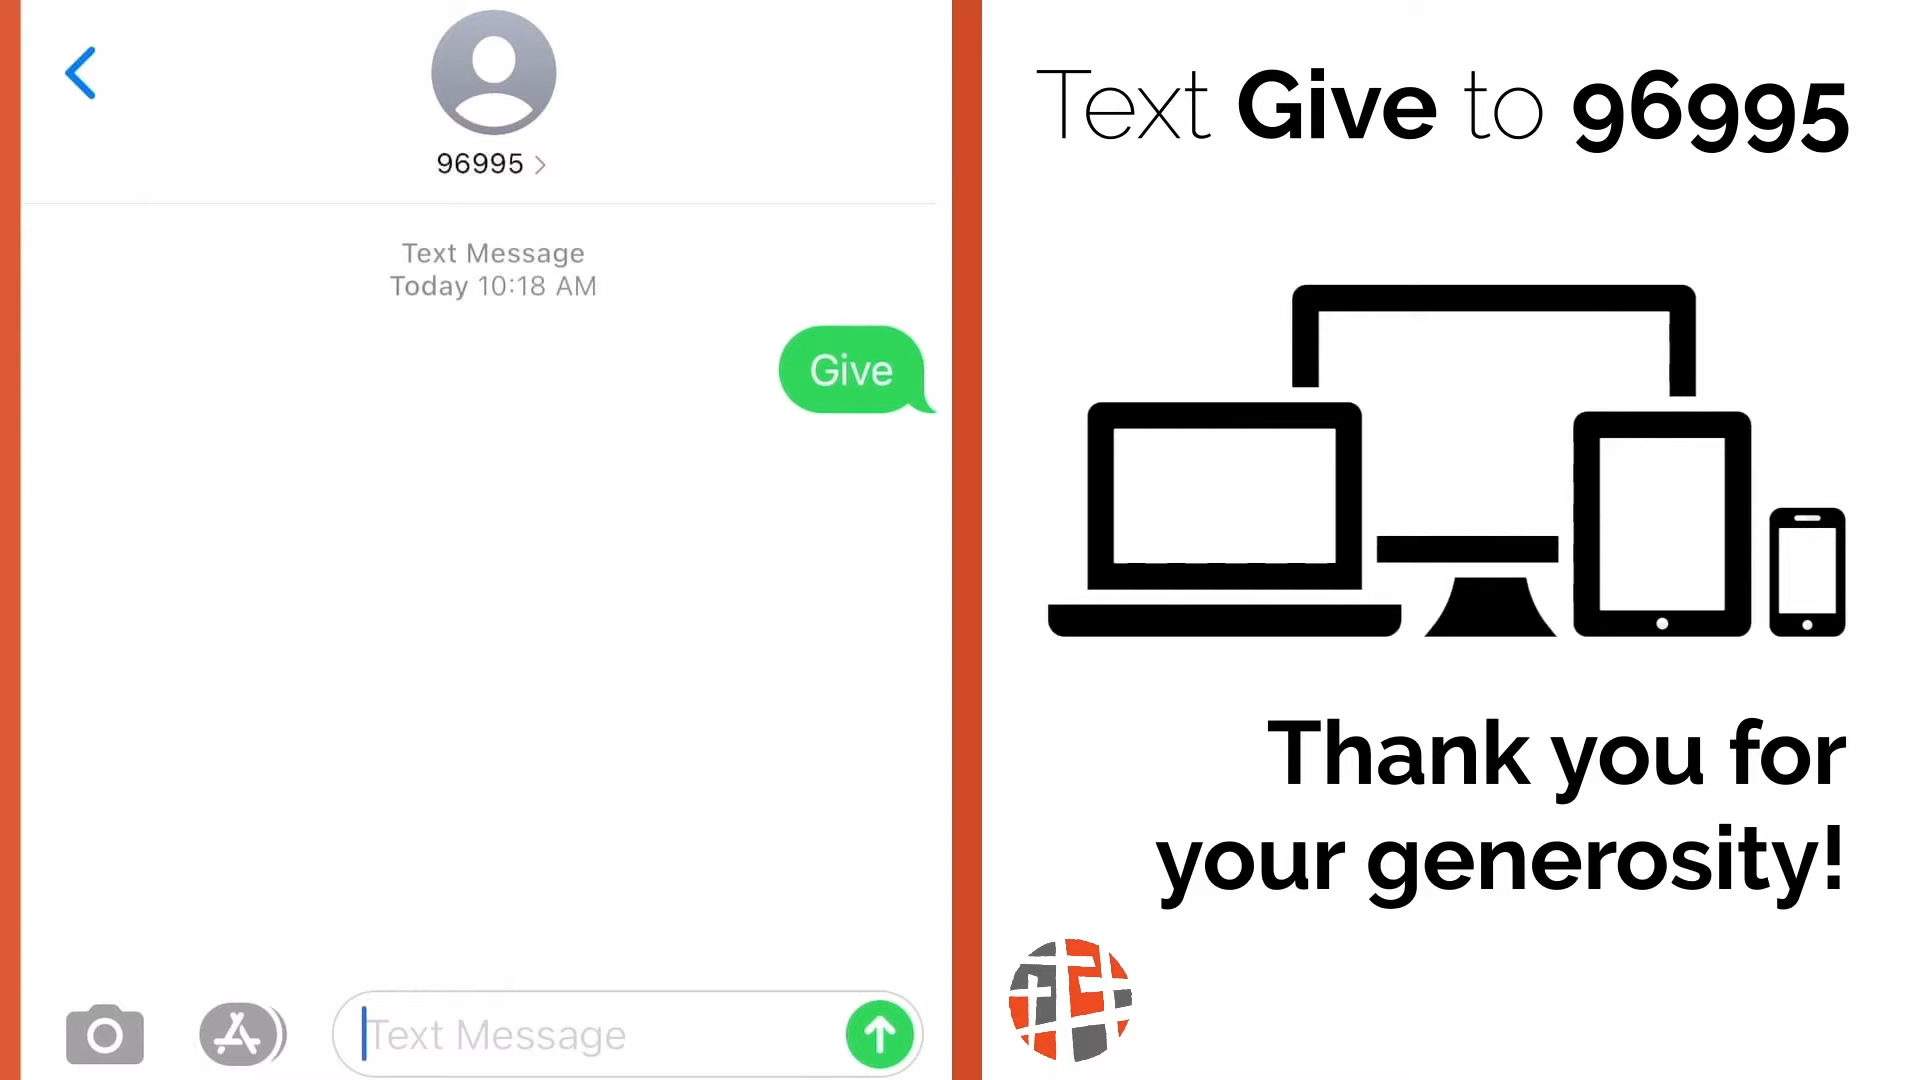 96995
Text Message
Today 10:18 AM
Give
Text Message
Text Give to 96995
Thank you for
your generosity!